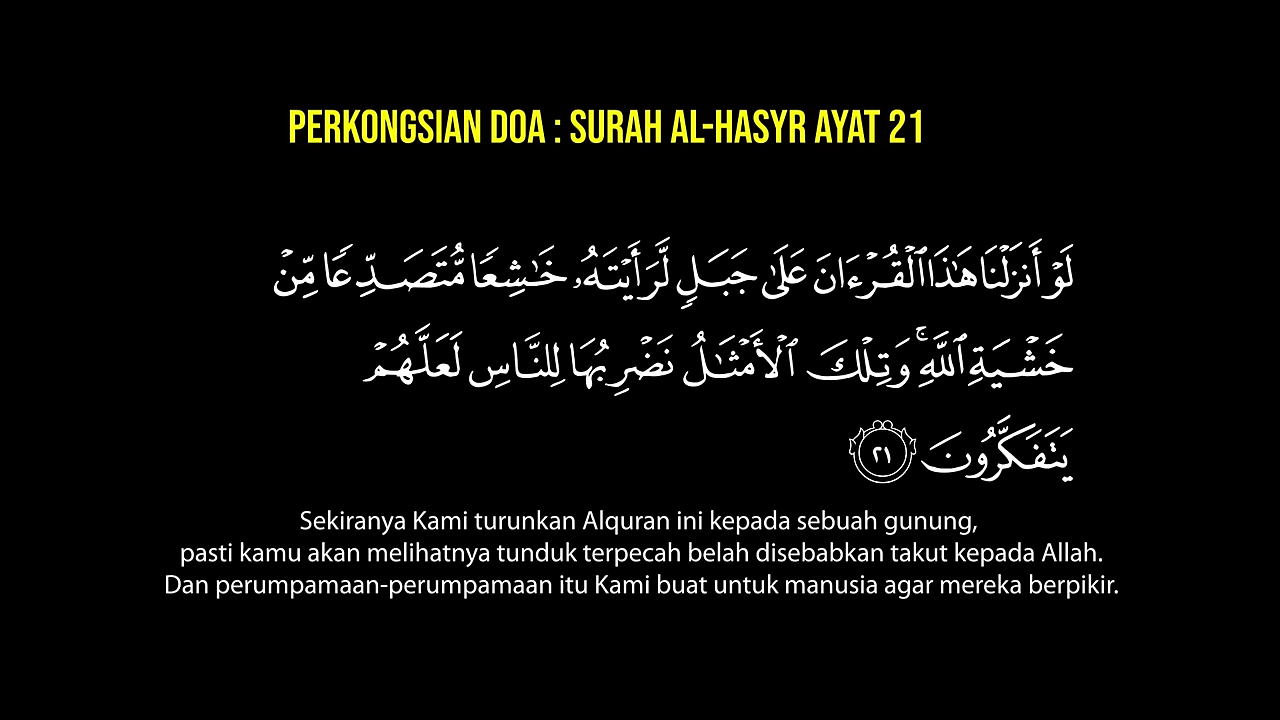 PERKONGSIAN DOA : SURAH AL-HASYR AYAT 21
لَوْ أَنزَلْنَا هَٰذَا ٱلْقُرْءَانَ عَلَىٰ جَبَلٍ لَّرَأَيْتَهُۥ خَٰشِعًا مُّتَصَدِّعًا مِّنْ
خَشْيَةِ ٱللَّهِ ۚ وَتِلْكَ ٱلْأَمْثَٰلُ نَضْرِبُهَا لِلنَّاسِ لَعَلَّهُمْ
يَتَفَكَّرُونَ ٢١
Sekiranya Kami turunkan Alquran ini kepada sebuah gunung,
pasti kamu akan melihatnya tunduk terpecah belah disebabkan takut kepada Allah.
Dan perumpamaan-perumpamaan itu Kami buat untuk manusia agar mereka berpikir.